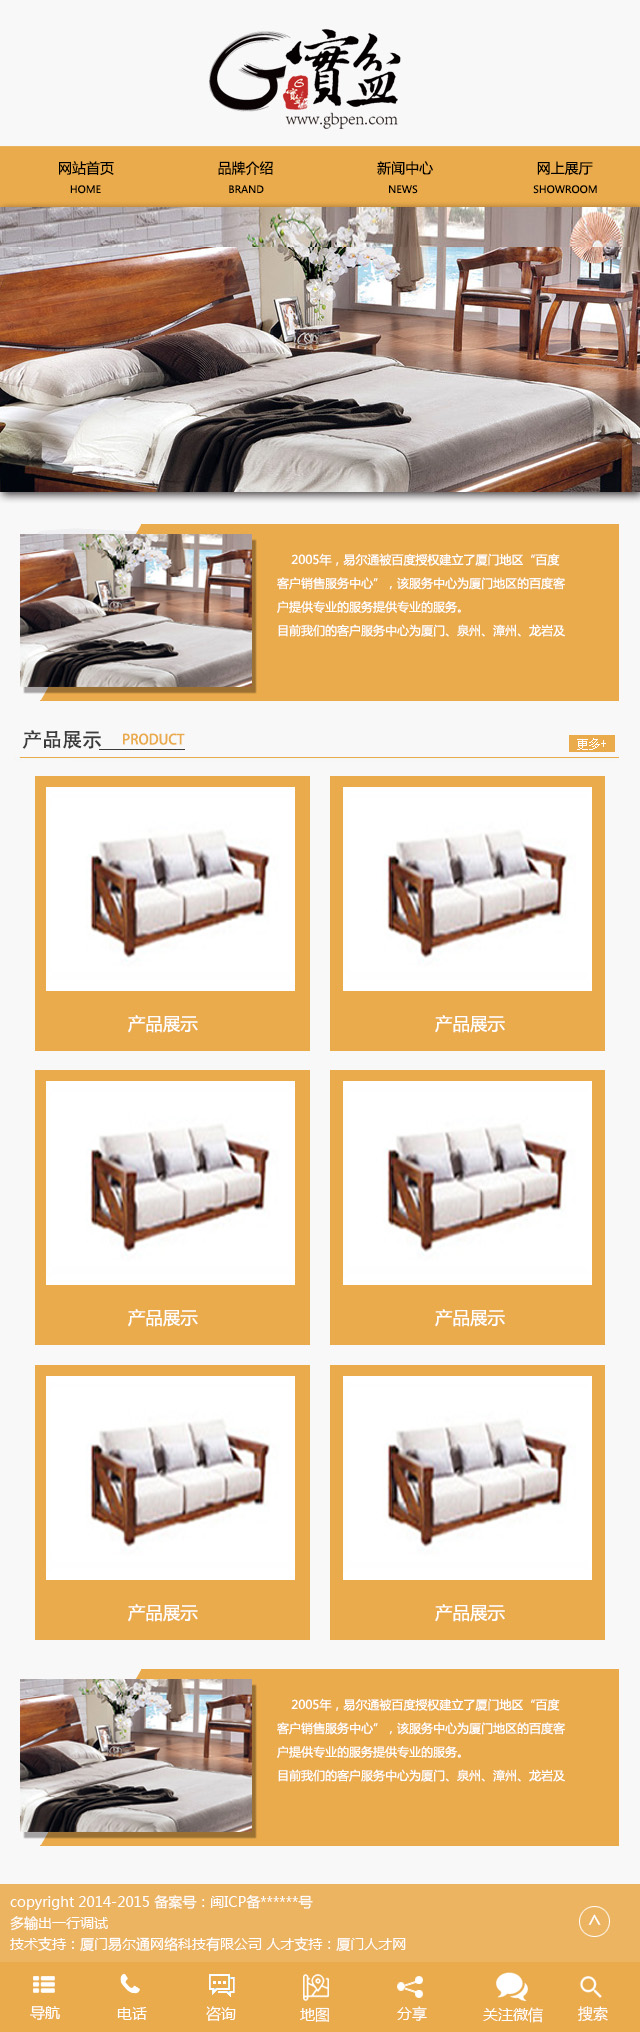 G實盆
www.gbpen.com
网站首页 品牌介绍 新闻中心 网上展厅
HOME BRAND NEWS SHOWROOM
2005年，易尔通被百度授权建立了厦门地区“百度
客户销售服务中心”，该服务中心为厦门地区的百度客
户提供专业的服务提供专业的服务。
目前我们的客户服务中心为厦门、泉州、漳州、龙岩及
产品展示 PRODUCT 更多+
产品展示 产品展示
产品展示 产品展示
产品展示 产品展示
2005年，易尔通被百度授权建立了厦门地区“百度
客户销售服务中心”，该服务中心为厦门地区的百度客
户提供专业的服务提供专业的服务。
目前我们的客户服务中心为厦门、泉州、漳州、龙岩及
copyright 2014-2015 备案号：闽ICP备******号
多输出一行调试
技术支持：厦门易尔通网络科技有限公司 人才支持：厦门人才网
导航 电话 咨询 地图 分享 关注微信 搜索